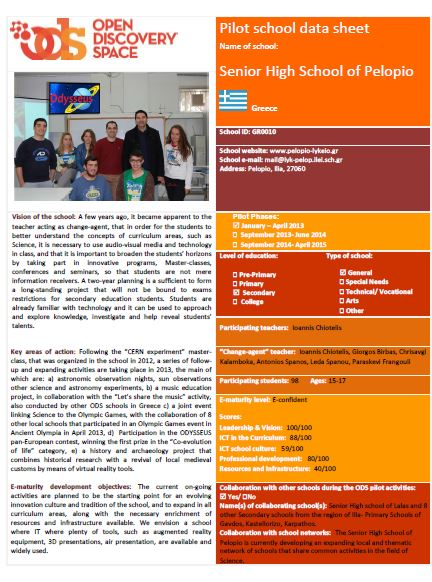 OPEN
DISCOVERY
SPACE
Odysseus
Vision of the school: A few years ago, it became apparent to the
teacher acting as change-agent, that in order for the students to
better understand the concepts of curriculum areas, such as
Science, it is necessary to use audio-visual media and technology
in class, and that it is important to broaden the students' horizons
by taking part in innovative programs, Master-classes,
conferences and seminars, so that students are not mere
information receivers. A two-year planning is sufficient to form
a long-standing project that will not be bound to exams
restrictions for secondary education students. Students are
already familiar with technology and it can be used to approach
and explore knowledge, investigate and help reveal students'
talents.
Key areas of action: Following the "CERN experiment" master-
class, that was organized in the school in 2012, a series of follow-
up and expanding activities are taking place in 2013, the main of
which are: a) astronomic observation nights, sun observations
other science and astronomy experiments, b) a music education
project, in collaboration with the "Let's share the music" activity,
also conducted by other ODS schools in Greece c) a joint event
linking Science to the Olympic Games, with the collaboration of 8
other local schools that participated in an Olympic Games event in
Ancient Olympia in April 2013, d) Participation in the ODYSSEUS
pan-European contest, winning the first prize in the "Co-evolution
of life" category, e) a history and archaeology project that
combines historical research with a revival of local medieval
customs by means of virtual reality tools.
E-maturity development objectives: The current on-going
activities are planned to be the starting point for an evolving
innovation culture and tradition of the school, and to expand in all
curriculum areas, along with the necessary enrichment of
resources and infrastructure available. We envision a school
where IT where plenty of tools, such as augmented reality
equipment, 3D presentations, air presentation, are available and
widely used.
Pilot school data sheet
Name of school:
Senior High School of Pelopio
Greece
School ID: GR0010
School website: www.pelopio-lykeio.gr
School e-mail: mail@lyk-pelop.ilei.sch.gr
Address: Pelopio, Ilia, 27060
Pilot Phases:
☑ January – April 2013
☐ September 2013- June 2014
☐ September 2014- April 2015
Level of education:
☐ Pre-Primary
☐ Primary
☑ Secondary
☐ College
Type of school:
☑ General
☐ Special Needs
☐ Technical/ Vocational
☐ Arts
☐ Other
Participating teachers: Ioannis Chiotelis
"Change-agent" teacher: Ioannis Chiotelis, Giorgos Birbas, Chrisavgi
Kalamboka, Antonios Spanos, Leda Spanou, Paraskevi Frangouli
Participating students: 98 Ages: 15-17
E-maturity level: E-confident
Scores:
Leadership & Vision: 100/100
ICT in the Curriculum: 88/100
ICT school culture: 59/100
Professional development: 80/100
Resources and Infrastructure: 40/100
Collaboration with other schools during the ODS pilot activities:
☑ Yes/ ☐No
Name(s) of collaborating school(s): Senior High school of Lalas and 8
other Secondary schools from the region of Ilia- Primary Schools of
Gavdos, Kastellorizo, Karpathos.
Collaboration with school networks: The Senior High School of
Pelopio is currently developing an expanding local and thematic
network of schools that share common activities in the field of
Science.